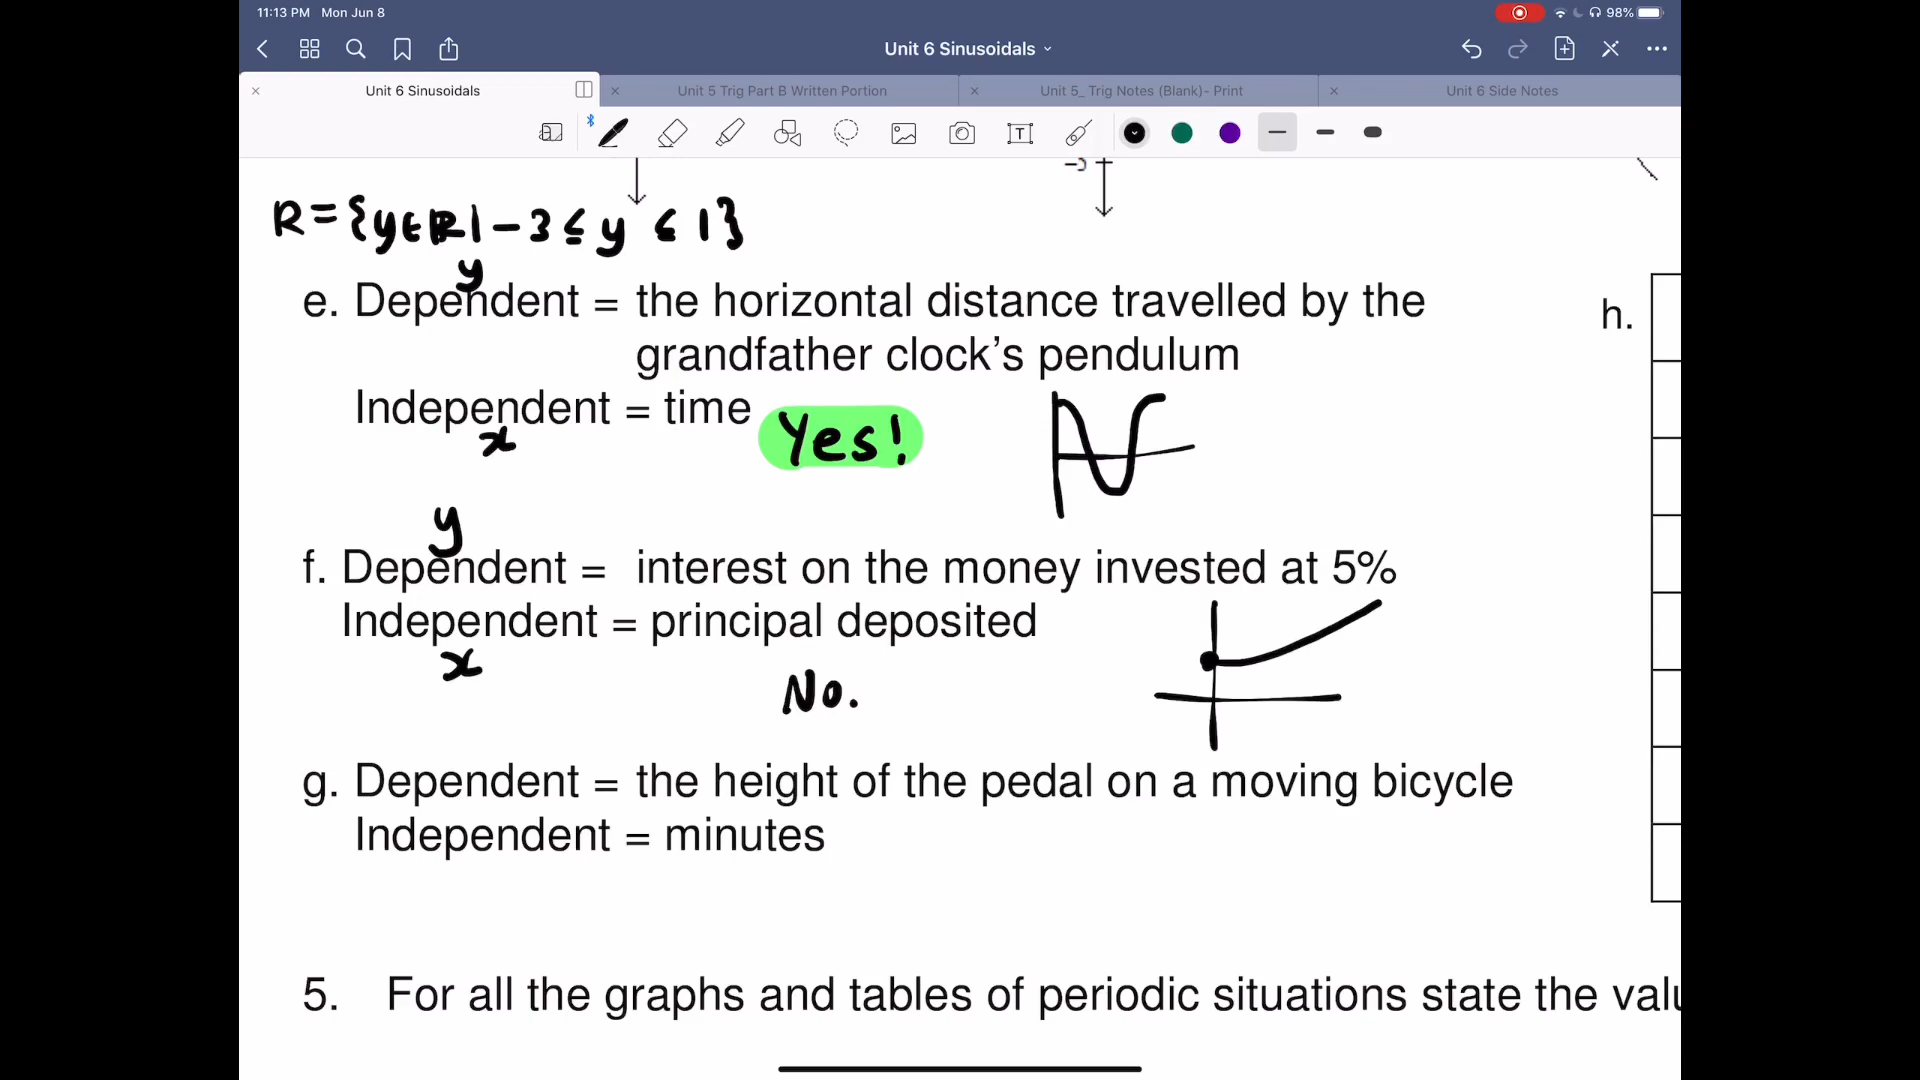 11:13 PM Mon Jun 8
98%
Unit 6 Sinusoidals
Unit 6 Sinusoidals
Unit 5 Trig Part B Written Portion
Unit 5_ Trig Notes (Blank)- Print
Unit 6 Side Notes
T
R = {y∈ℝ|-3 ≤ y ≤ 1}
y
e. Dependent = the horizontal distance travelled by the
grandfather clock’s pendulum
Independent = time
x
Yes!
y
f. Dependent = interest on the money invested at 5%
Independent = principal deposited
x
No.
g. Dependent = the height of the pedal on a moving bicycle
Independent = minutes
h.
5. For all the graphs and tables of periodic situations state the